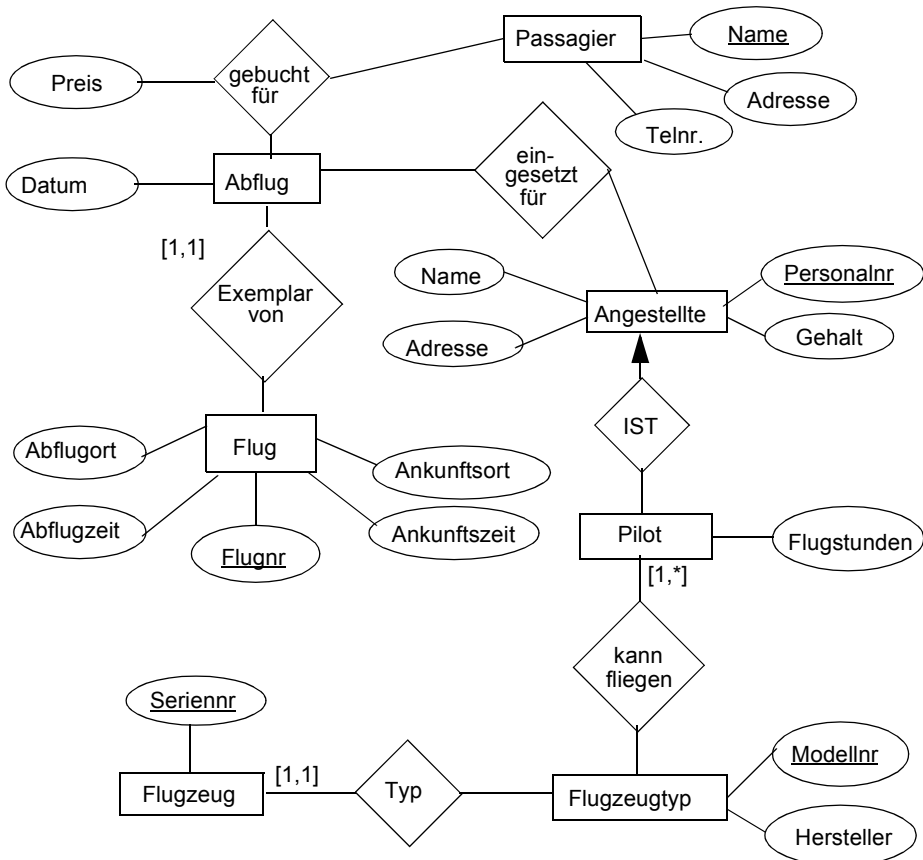 Passagier
Name
Preis
gebucht
für
Adresse
Telnr.
Datum
Abflug
ein-
gesetzt
für
[1,1]
Exemplar
von
Name
Personalnr
Angestellte
Adresse
Gehalt
IST
Abflugort
Flug
Ankunftsort
Abflugzeit
Ankunftszeit
Flugnr
Pilot
Flugstunden
[1,*]
kann
fliegen
Seriennr
[1,1]
Flugzeug
Typ
Flugzeugtyp
Modellnr
Hersteller